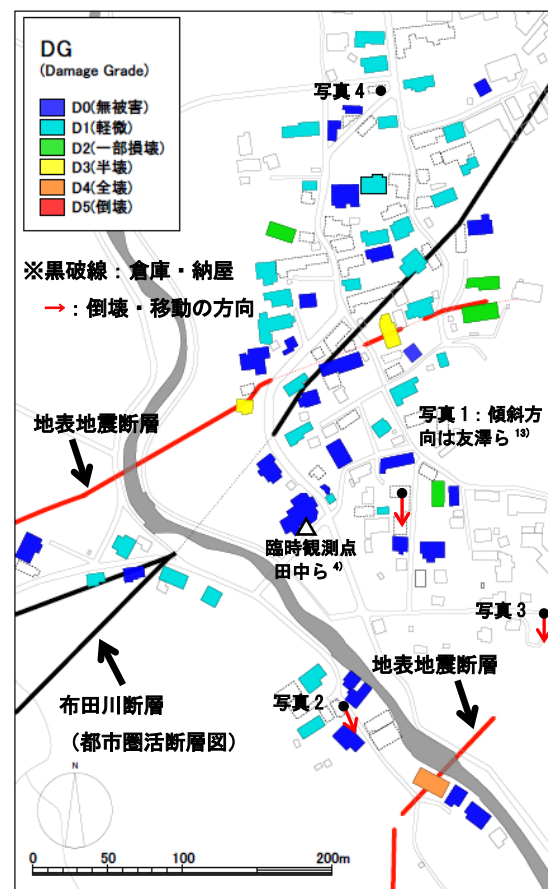 DG
(Damage Grade)
D0(無被害)
D1(軽微)
D2(一部損壊)
D3(半壊)
D4(全壊)
D5(倒壊)
※黒破線：倉庫・納屋
→：倒壊・移動の方向
写真4
地表地震断層
写真1：傾斜方
向は友澤ら13)
臨時観測点
田中ら4)
写真3
地表地震断層
写真2
布田川断層
（都市圏活断層図）
N
0 50 100 200m